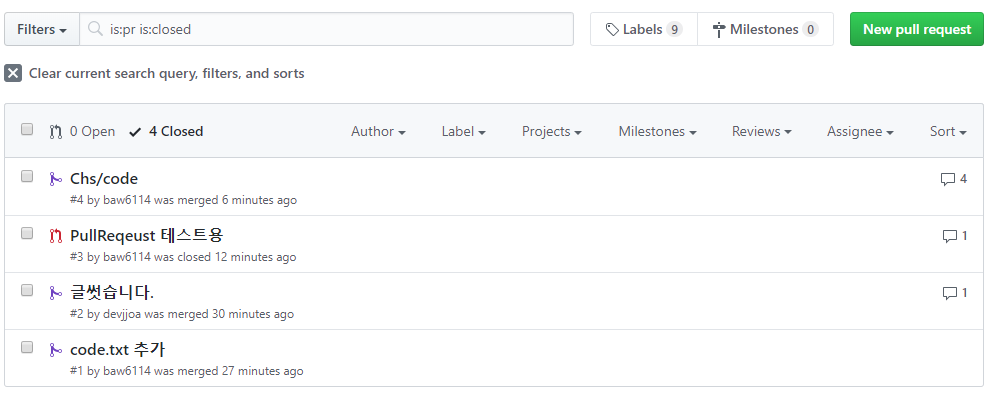 Filters is:pr is:closed Labels 9 Milestones 0 New pull request
Clear current search query, filters, and sorts
0 Open 4 Closed Author Label Projects Milestones Reviews Assignee Sort
Chs/code 4
#4 by baw6114 was merged 6 minutes ago
PullReqeust 테스트용 1
#3 by baw6114 was closed 12 minutes ago
글썻습니다. 1
#2 by devjjoa was merged 30 minutes ago
code.txt 추가
#1 by baw6114 was merged 27 minutes ago